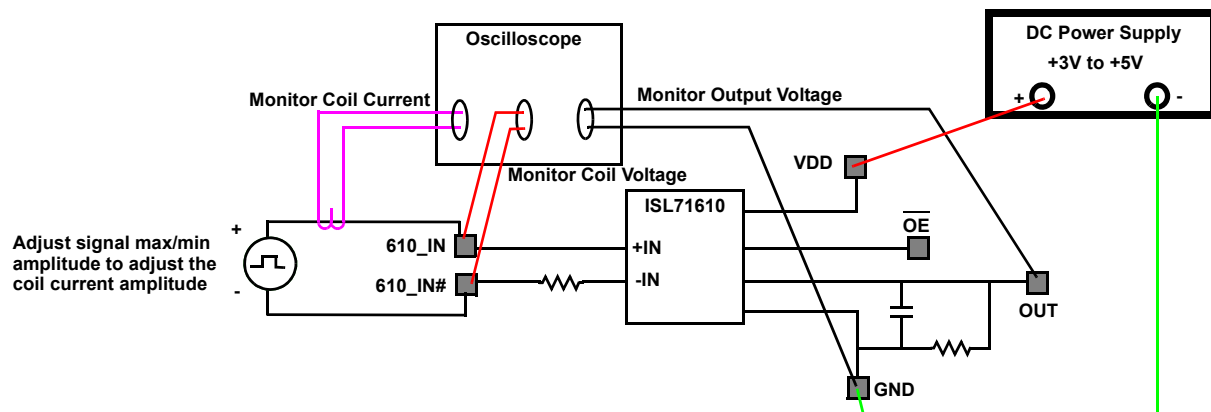 Oscilloscope
DC Power Supply
+3V to +5V
+
-
Monitor Coil Current
Monitor Output Voltage
VDD
Monitor Coil Voltage
ISL71610
OE
+
610_IN
+IN
Adjust signal max/min
amplitude to adjust the
coil current amplitude
610_IN#
-IN
-
OUT
GND